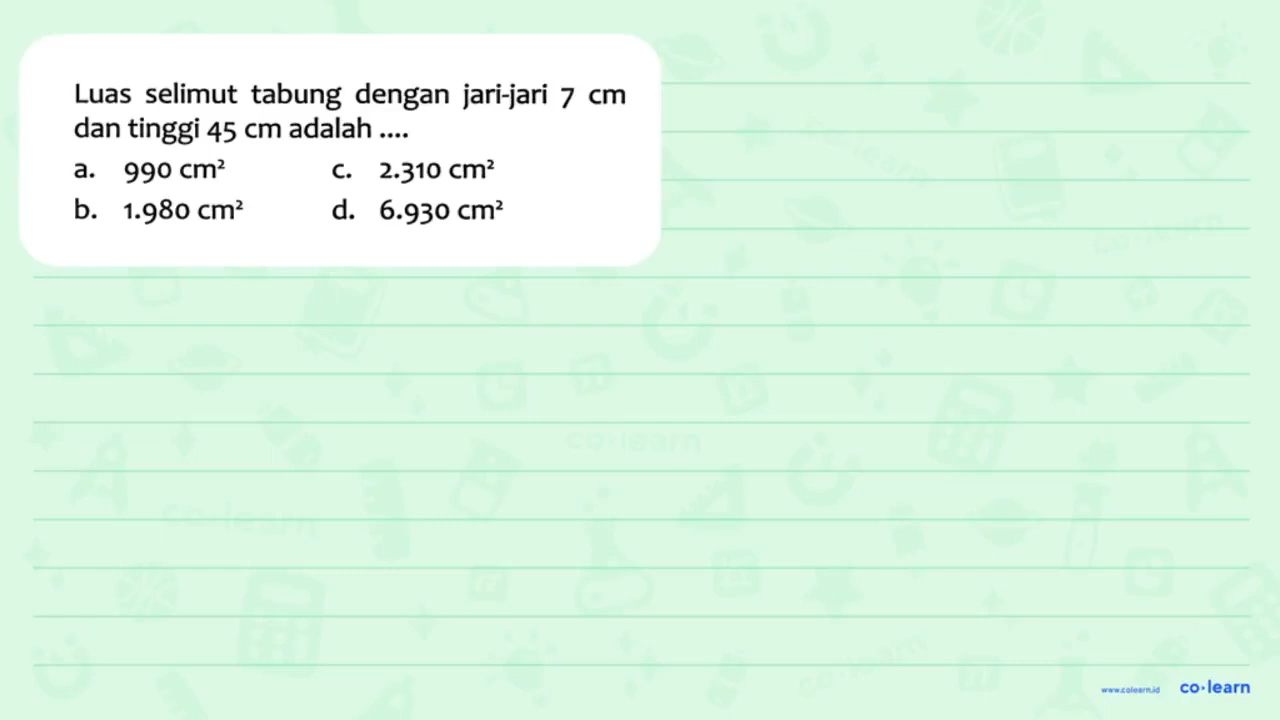 Luas selimut tabung dengan jari-jari 7 cm
dan tinggi 45 cm adalah ....
a. 990 cm² c. 2.310 cm²
b. 1.980 cm² d. 6.930 cm²
www.colearn.id co·learn